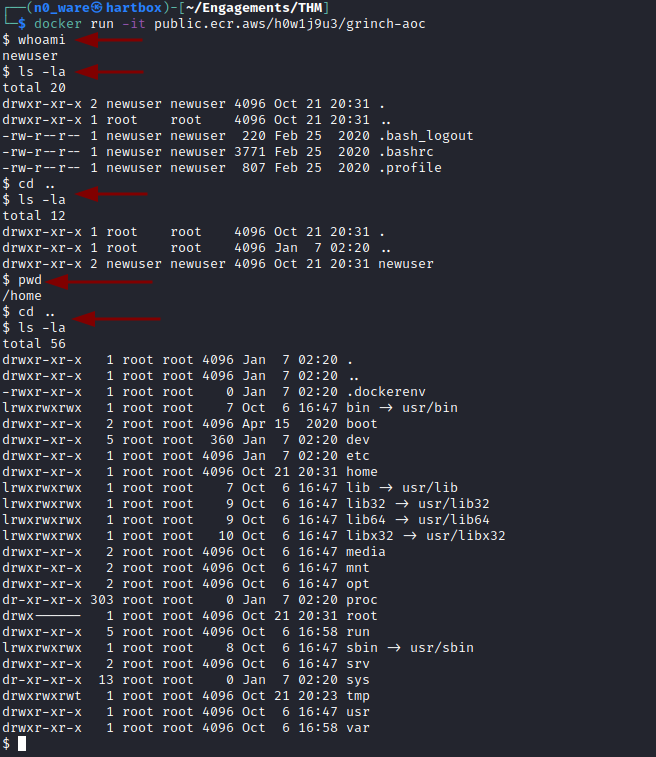 ┌──(n0_ware㉿hartbox)-[~/Engagements/THM]
└─$ docker run -it public.ecr.aws/h0w1j9u3/grinch-aoc
$ whoami
newuser
$ ls -la
total 20
drwxr-xr-x 2 newuser newuser 4096 Oct 21 20:31 .
drwxr-xr-x 1 root    root    4096 Oct 21 20:31 ..
-rw-r--r-- 1 newuser newuser  220 Feb 25  2020 .bash_logout
-rw-r--r-- 1 newuser newuser 3771 Feb 25  2020 .bashrc
-rw-r--r-- 1 newuser newuser  807 Feb 25  2020 .profile
$ cd ..
$ ls -la
total 12
drwxr-xr-x 1 root    root    4096 Oct 21 20:31 .
drwxr-xr-x 1 root    root    4096 Jan  7 02:20 ..
drwxr-xr-x 2 newuser newuser 4096 Oct 21 20:31 newuser
$ pwd
/home
$ cd ..
$ ls -la
total 56
drwxr-xr-x   1 root root 4096 Jan  7 02:20 .
drwxr-xr-x   1 root root 4096 Jan  7 02:20 ..
-rwxr-xr-x   1 root root    0 Jan  7 02:20 .dockerenv
lrwxrwxrwx   1 root root    7 Oct  6 16:47 bin -> usr/bin
drwxr-xr-x   2 root root 4096 Apr 15  2020 boot
drwxr-xr-x   5 root root  360 Jan  7 02:20 dev
drwxr-xr-x   1 root root 4096 Jan  7 02:20 etc
drwxr-xr-x   1 root root 4096 Oct 21 20:31 home
lrwxrwxrwx   1 root root    7 Oct  6 16:47 lib -> usr/lib
lrwxrwxrwx   1 root root    9 Oct  6 16:47 lib32 -> usr/lib32
lrwxrwxrwx   1 root root    9 Oct  6 16:47 lib64 -> usr/lib64
lrwxrwxrwx   1 root root   10 Oct  6 16:47 libx32 -> usr/libx32
drwxr-xr-x   2 root root 4096 Oct  6 16:47 media
drwxr-xr-x   2 root root 4096 Oct  6 16:47 mnt
drwxr-xr-x   2 root root 4096 Oct  6 16:47 opt
dr-xr-xr-x 303 root root    0 Jan  7 02:20 proc
drwx------   1 root root 4096 Oct 21 20:31 root
drwxr-xr-x   5 root root 4096 Oct  6 16:58 run
lrwxrwxrwx   1 root root    8 Oct  6 16:47 sbin -> usr/sbin
drwxr-xr-x   2 root root 4096 Oct  6 16:47 srv
dr-xr-xr-x  13 root root    0 Jan  7 02:20 sys
drwxrwxrwt   1 root root 4096 Oct 21 20:23 tmp
drwxr-xr-x   1 root root 4096 Oct  6 16:47 usr
drwxr-xr-x   1 root root 4096 Oct  6 16:58 var
$